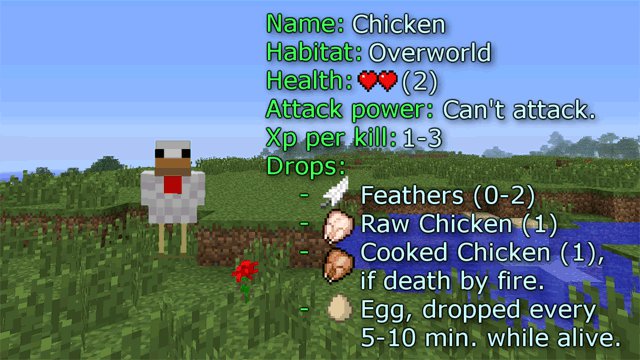 Name: Chicken
Habitat: Overworld
Health: (2)
Attack power: Can't attack.
Xp per kill: 1-3
Drops:
- Feathers (0-2)
- Raw Chicken (1)
- Cooked Chicken (1),
if death by fire.
- Egg, dropped every
5-10 min. while alive.